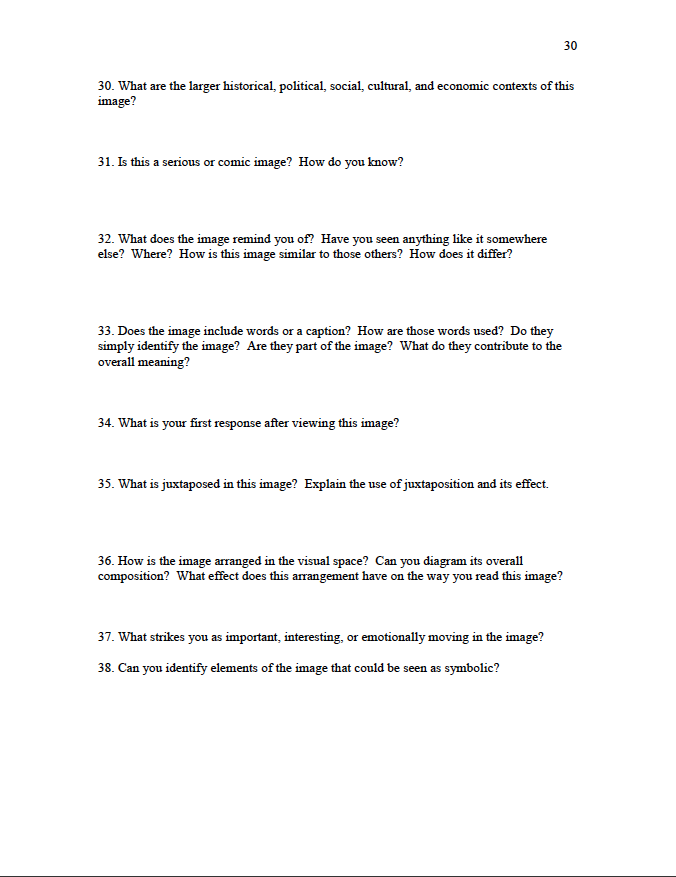 30
30. What are the larger historical, political, social, cultural, and economic contexts of this
image?
31. Is this a serious or comic image?  How do you know?
32. What does the image remind you of?  Have you seen anything like it somewhere
else?  Where?  How is this image similar to those others?  How does it differ?
33. Does the image include words or a caption?  How are those words used?  Do they
simply identify the image?  Are they part of the image?  What do they contribute to the
overall meaning?
34. What is your first response after viewing this image?
35. What is juxtaposed in this image?  Explain the use of juxtaposition and its effect.
36. How is the image arranged in the visual space?  Can you diagram its overall
composition?  What effect does this arrangement have on the way you read this image?
37. What strikes you as important, interesting, or emotionally moving in the image?
38. Can you identify elements of the image that could be seen as symbolic?